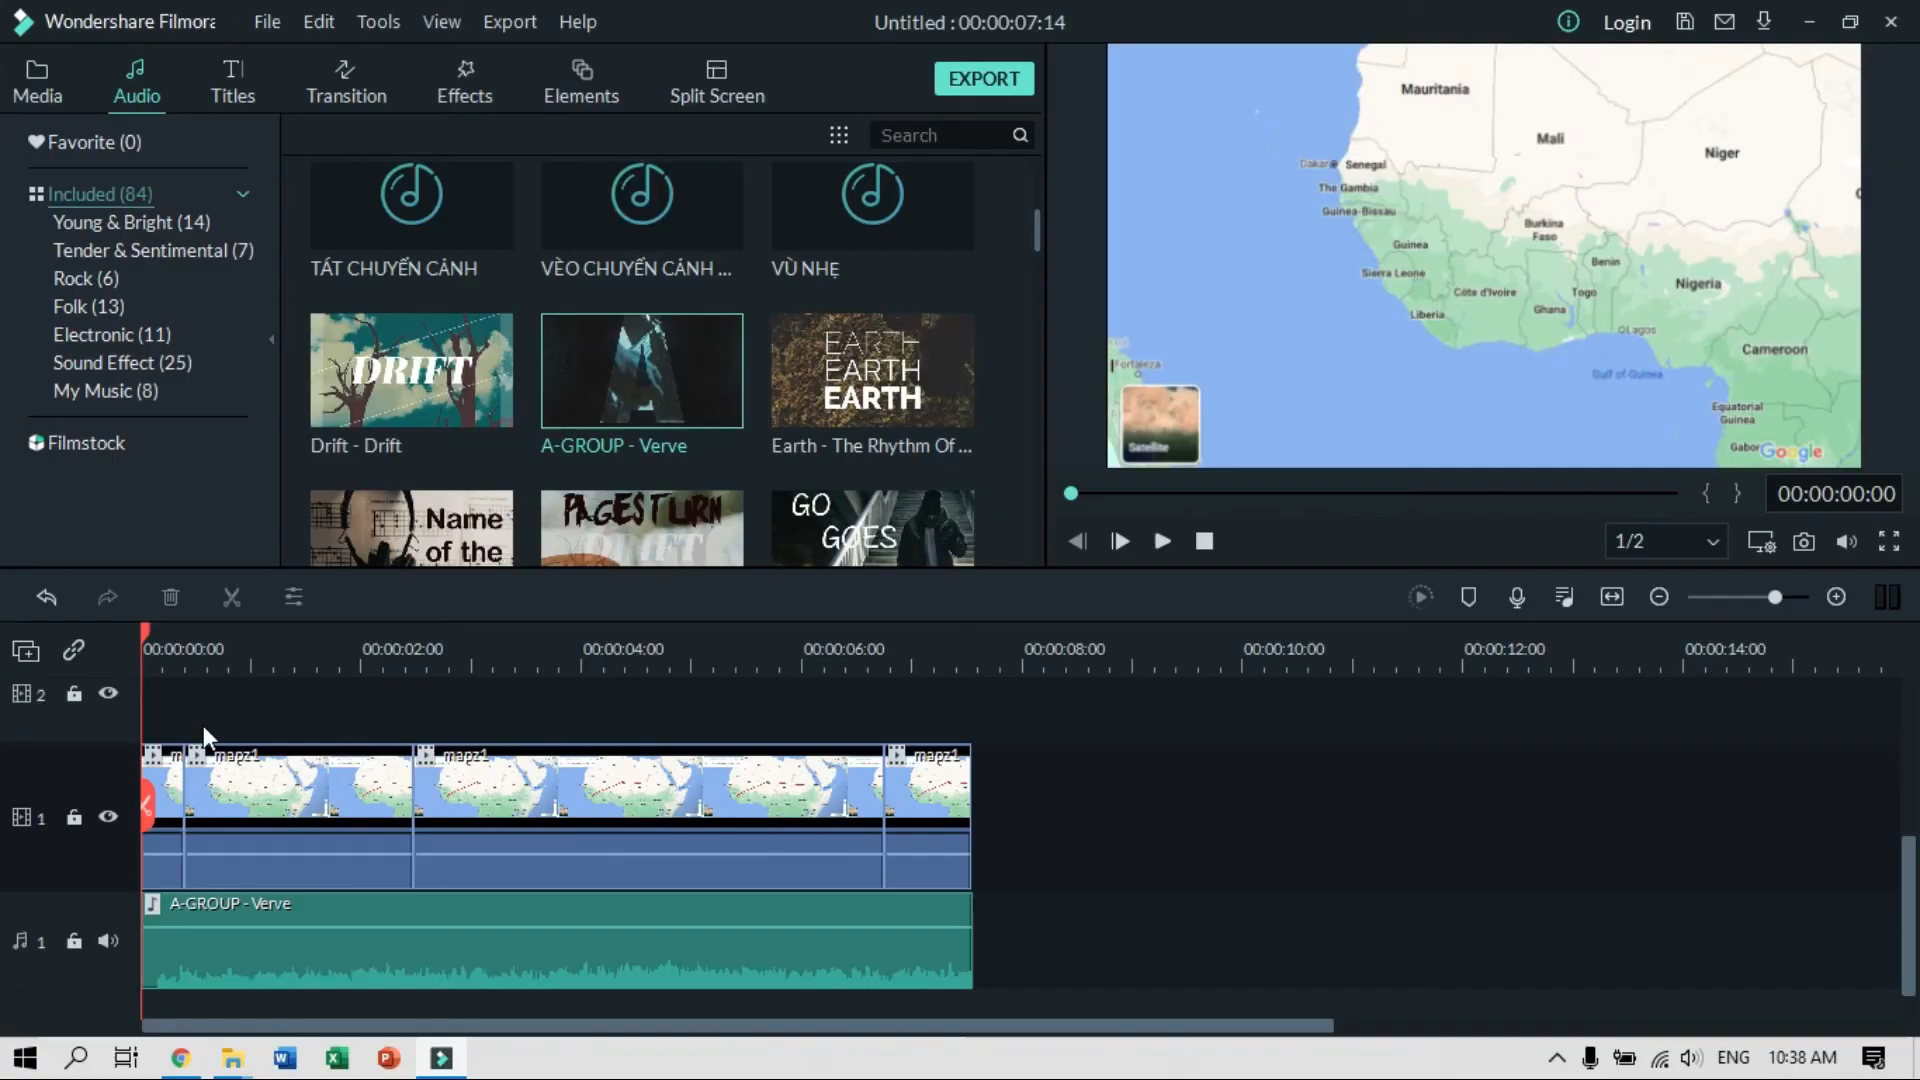 Wondershare Filmora
File
Edit
Tools
View
Export
Help
Untitled : 00:00:07:14
Login
Media
Audio
Titles
Transition
Effects
Elements
Split Screen
EXPORT
Favorite (0)
Search
Included (84)
Young & Bright (14)
Tender & Sentimental (7)
Rock (6)
Folk (13)
Electronic (11)
Sound Effect (25)
My Music (8)
Filmstock
TÁT CHUYỂN CẢNH
VÈO CHUYỂN CẢNH ...
VÙ NHẸ
DRIFT
A
EARTH
EARTH
EARTH
Drift - Drift
A-GROUP - Verve
Earth - The Rhythm Of ...
Name
of the
PAGES TURN
GO
GOES
Mauritania
Mali
Niger
Dakar
Senegal
The Gambia
Guinea-Bissau
Burkina
Faso
Guinea
Benin
Sierra Leone
Nigeria
Côte d'Ivoire
Togo
Ghana
Liberia
Lagos
Cameroon
Fortaleza
Gulf of Guinea
Equatorial
Guinea
Satellite
Gabon
Google
00:00:00:00
1/2
00:00:00:00
00:00:02:00
00:00:04:00
00:00:06:00
00:00:08:00
00:00:10:00
00:00:12:00
00:00:14:00
2
m
mapz1
mapz1
mapz1
1
A-GROUP - Verve
1
ENG
10:38 AM